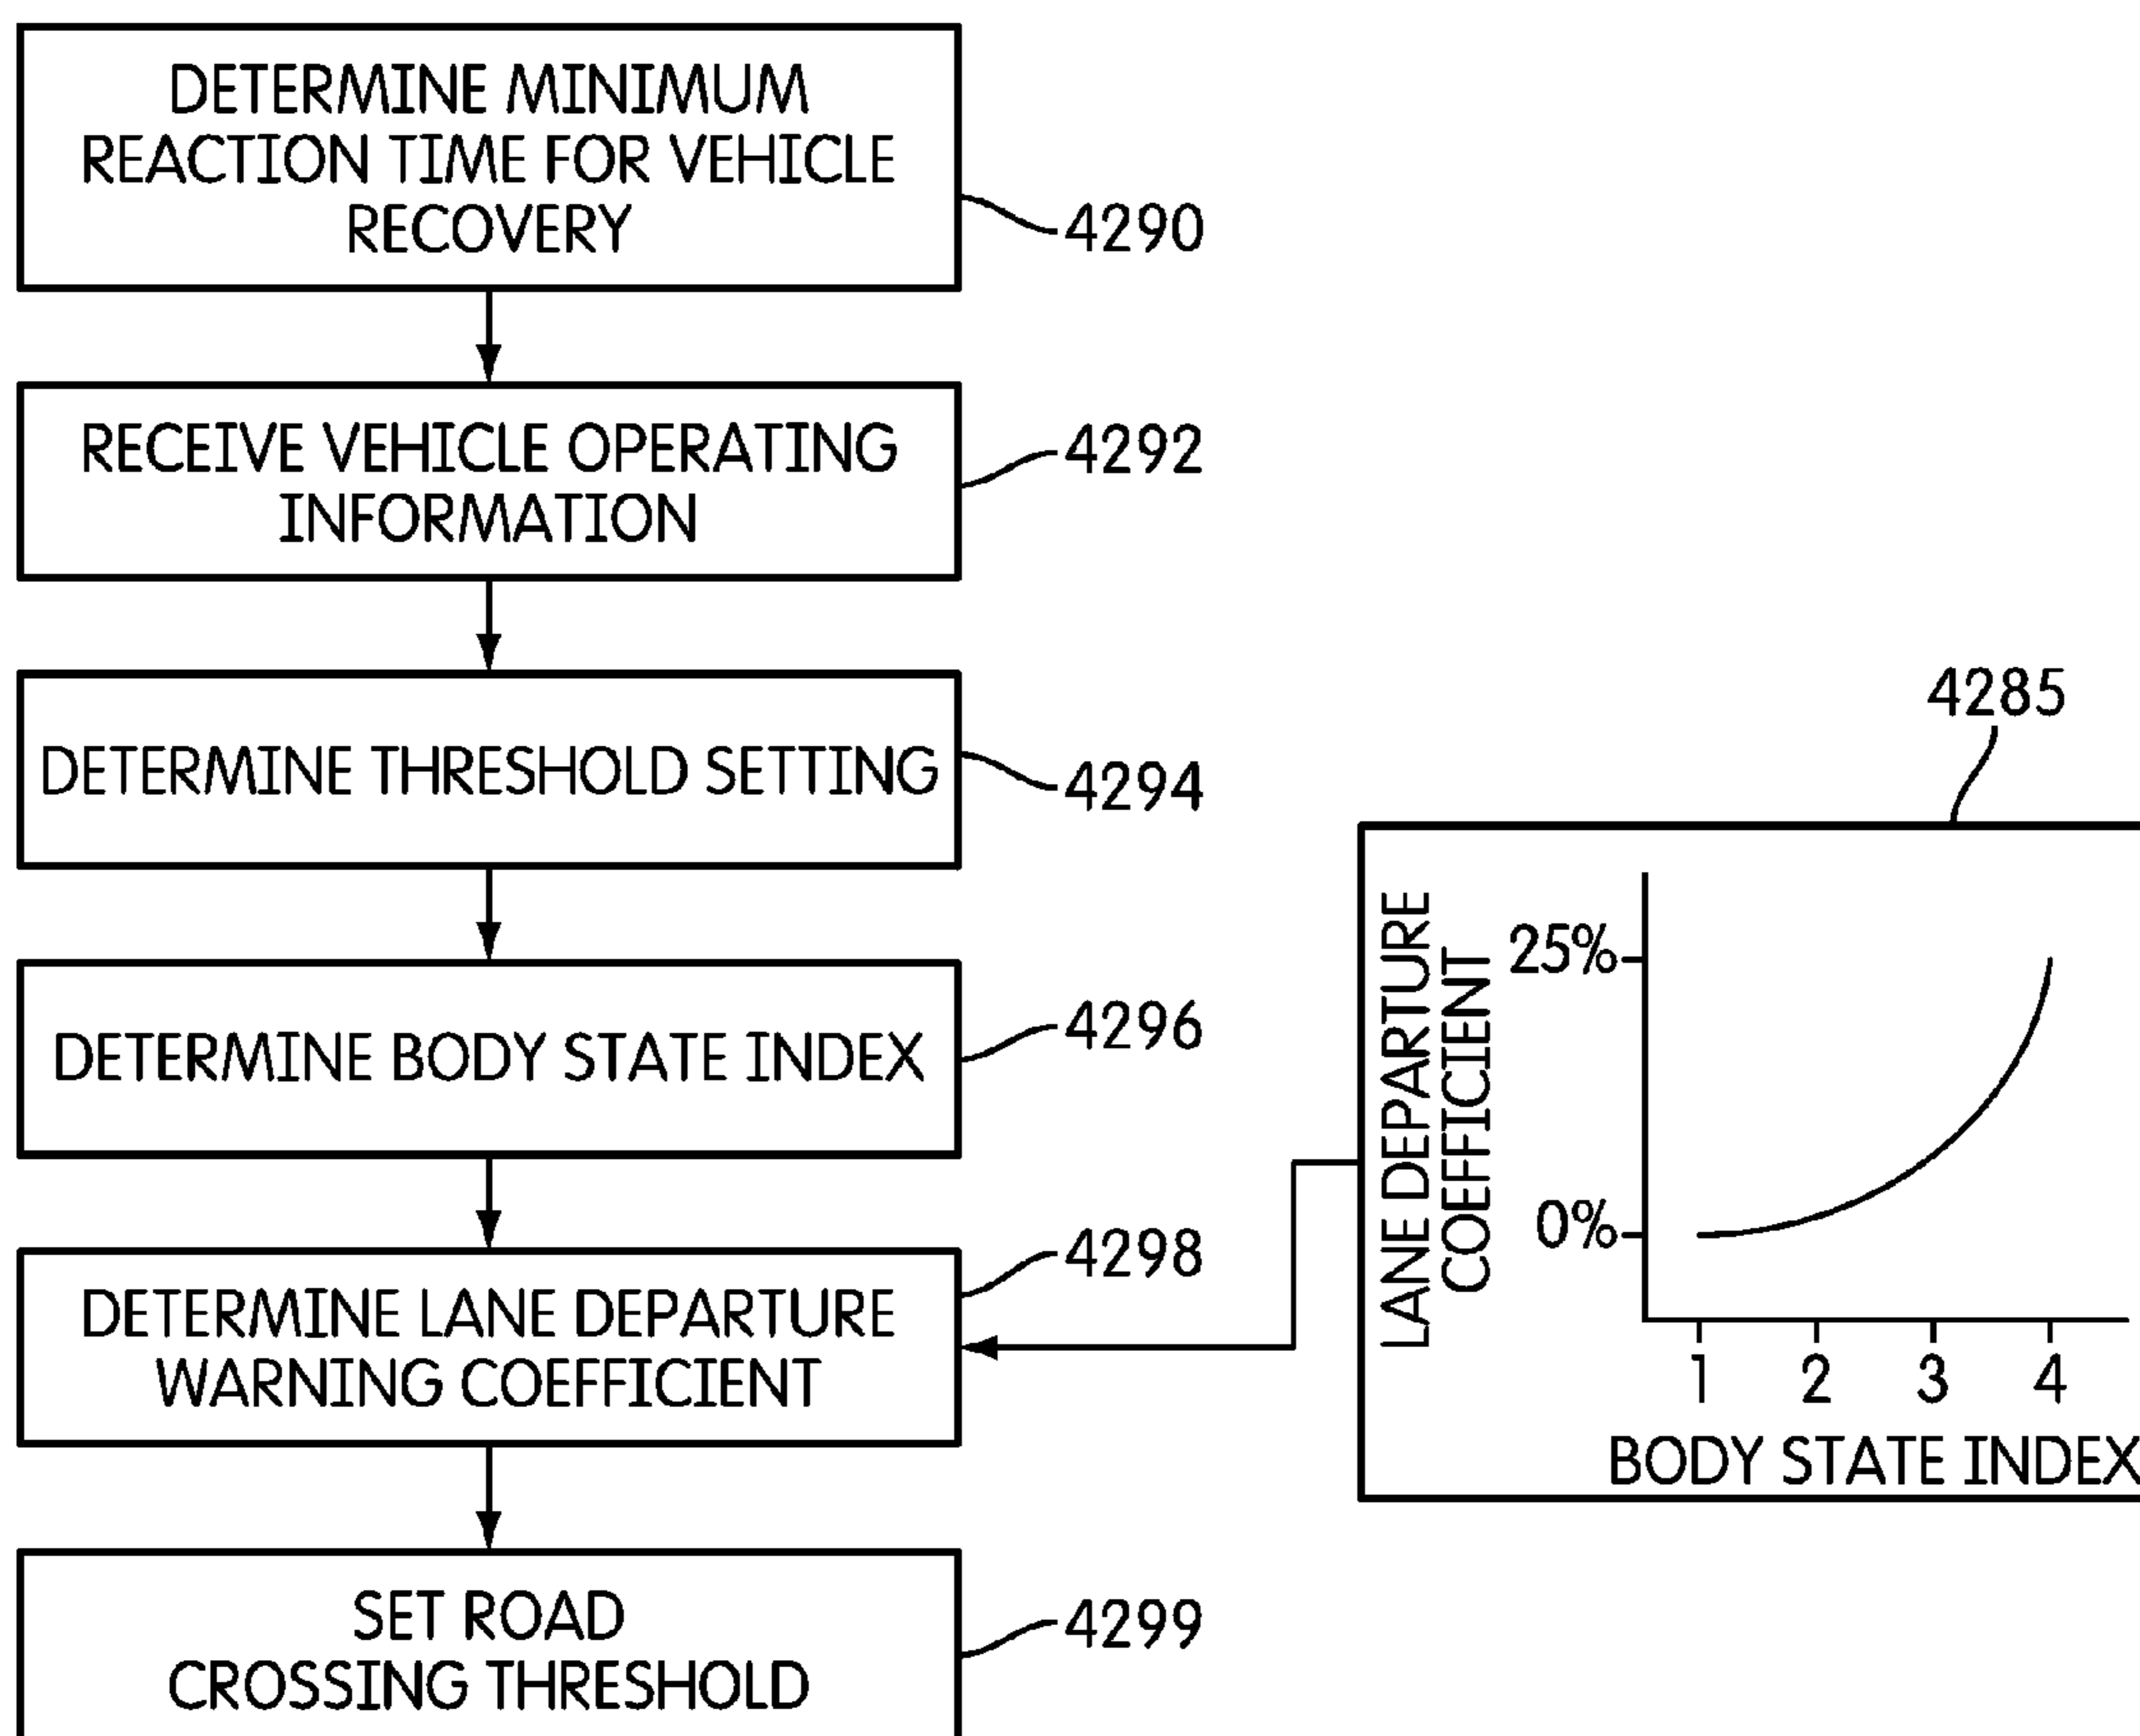 DETERMINE MINIMUM
REACTION TIME FOR VEHICLE
RECOVERY
4290
RECEIVE VEHICLE OPERATING
INFORMATION
4292
DETERMINE THRESHOLD SETTING
4294
DETERMINE BODY STATE INDEX
4296
DETERMINE LANE DEPARTURE
WARNING COEFFICIENT
4298
SET ROAD
CROSSING THRESHOLD
4299
4285
LANE DEPARTURE
COEFFICIENT
25%
0%
1 2 3 4
BODY STATE INDEX